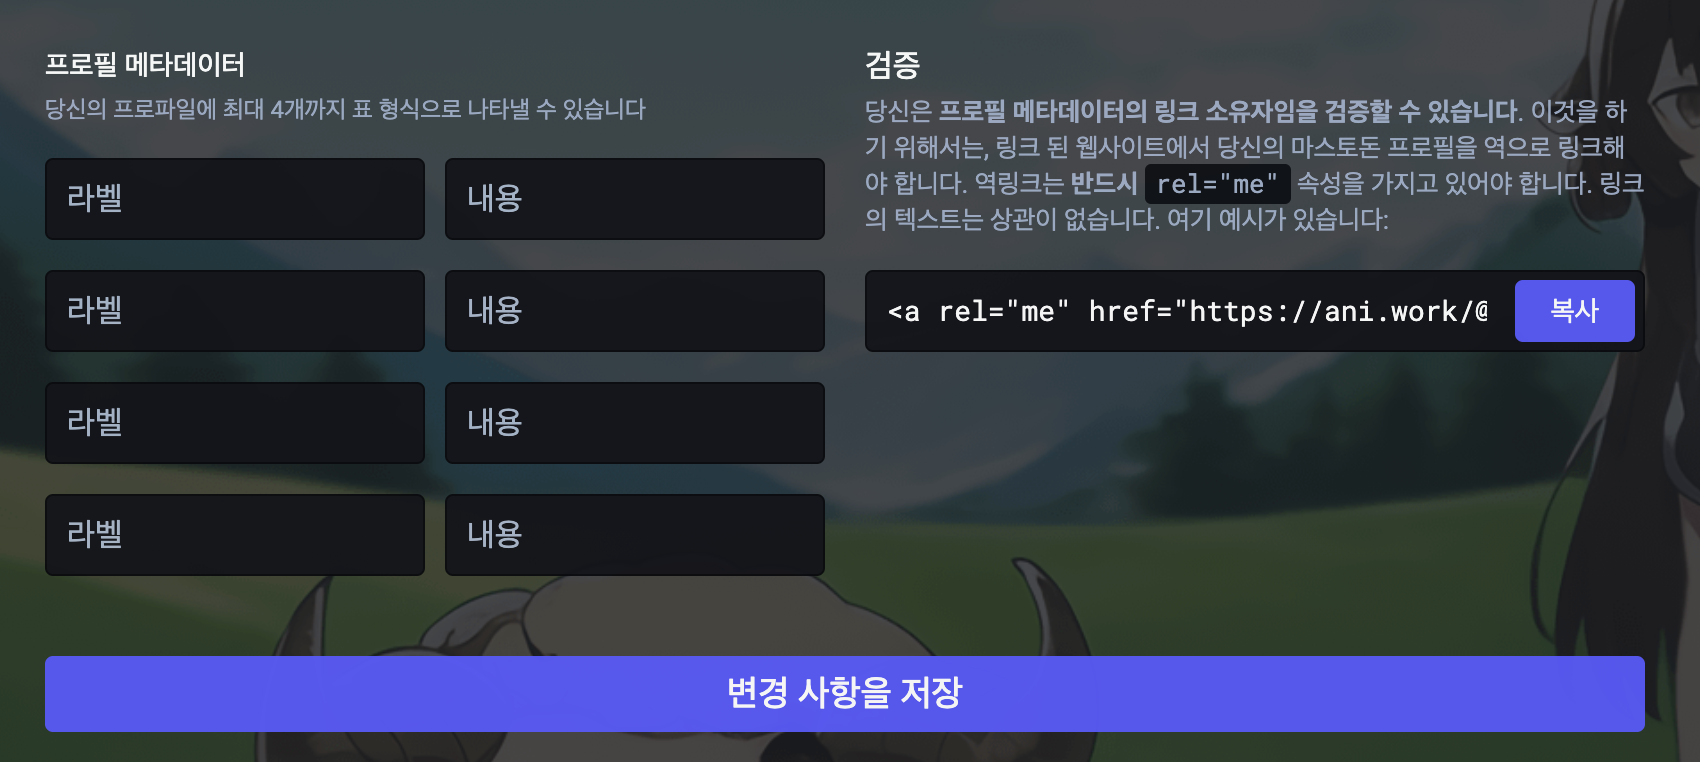 프로필 메타데이터
당신의 프로파일에 최대 4개까지 표 형식으로 나타낼 수 있습니다
라벨 내용
라벨 내용
라벨 내용
라벨 내용
검증
당신은 프로필 메타데이터의 링크 소유자임을 검증할 수 있습니다. 이것을 하
기 위해서는, 링크 된 웹사이트에서 당신의 마스토돈 프로필을 역으로 링크해
야 합니다. 역링크는 반드시 rel="me" 속성을 가지고 있어야 합니다. 링크
의 텍스트는 상관이 없습니다. 여기 예시가 있습니다:
<a rel="me" href="https://ani.work/@ 복사
변경 사항을 저장